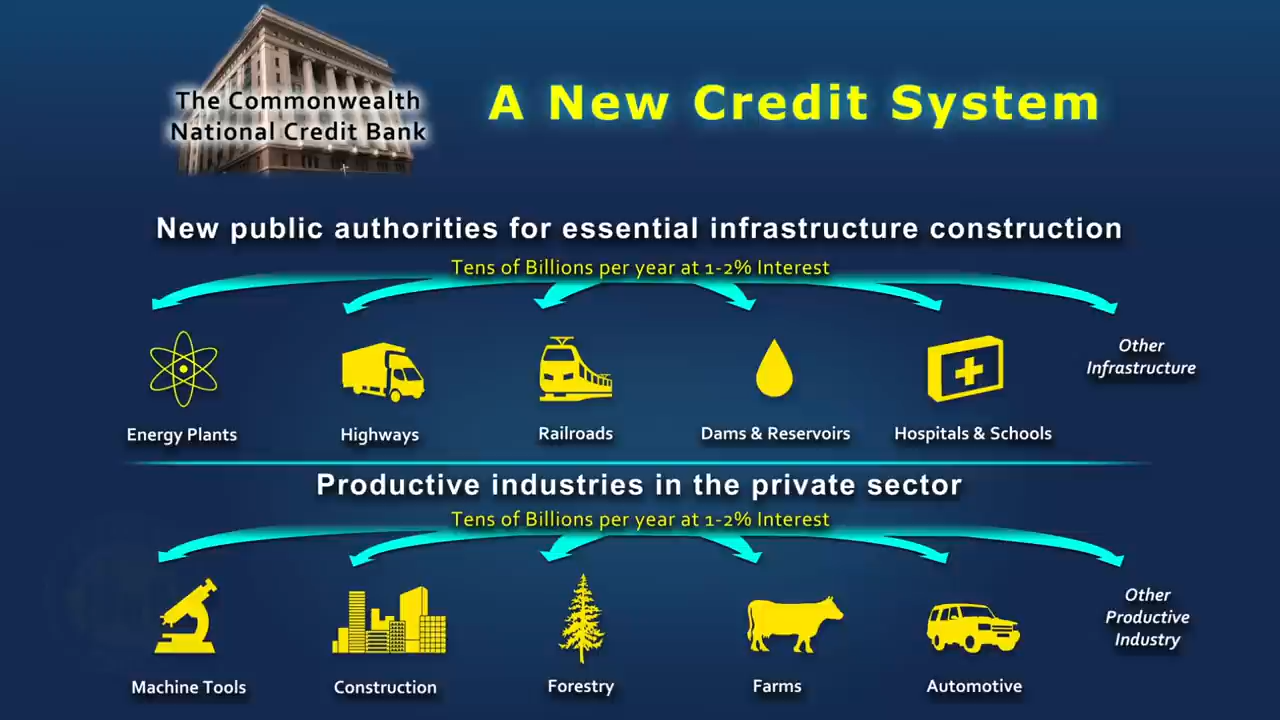 The Commonwealth
National Credit Bank
A New Credit System
New public authorities for essential infrastructure construction
Tens of Billions per year at 1-2% Interest
Other
Infrastructure
Energy Plants
Highways
Railroads
Dams & Reservoirs
Hospitals & Schools
Productive industries in the private sector
Tens of Billions per year at 1-2% Interest
Other
Productive
Industry
Machine Tools
Construction
Forestry
Farms
Automotive